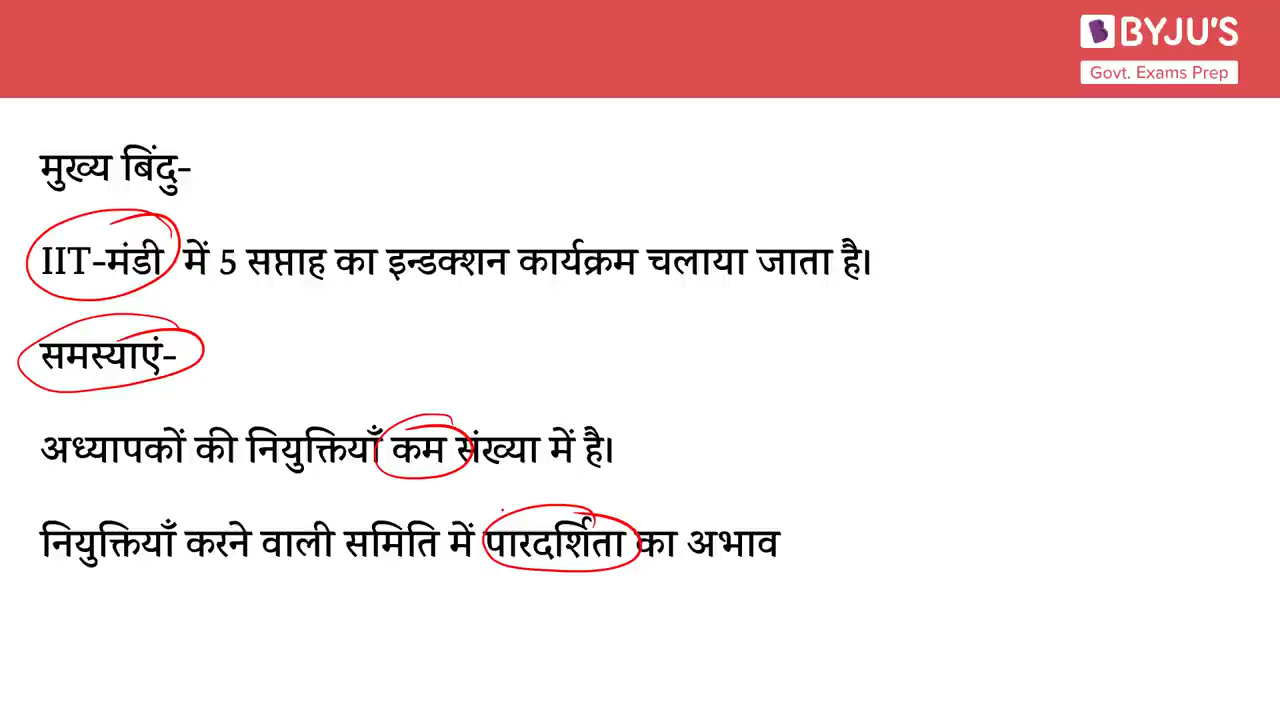 BYJU'S
Govt. Exams Prep
मुख्य बिंदु-
IIT-मंडी में 5 सप्ताह का इन्डक्शन कार्यक्रम चलाया जाता है।
समस्याएं-
अध्यापकों की नियुक्तियाँ कम संख्या में है।
नियुक्तियाँ करने वाली समिति में पारदर्शिता का अभाव